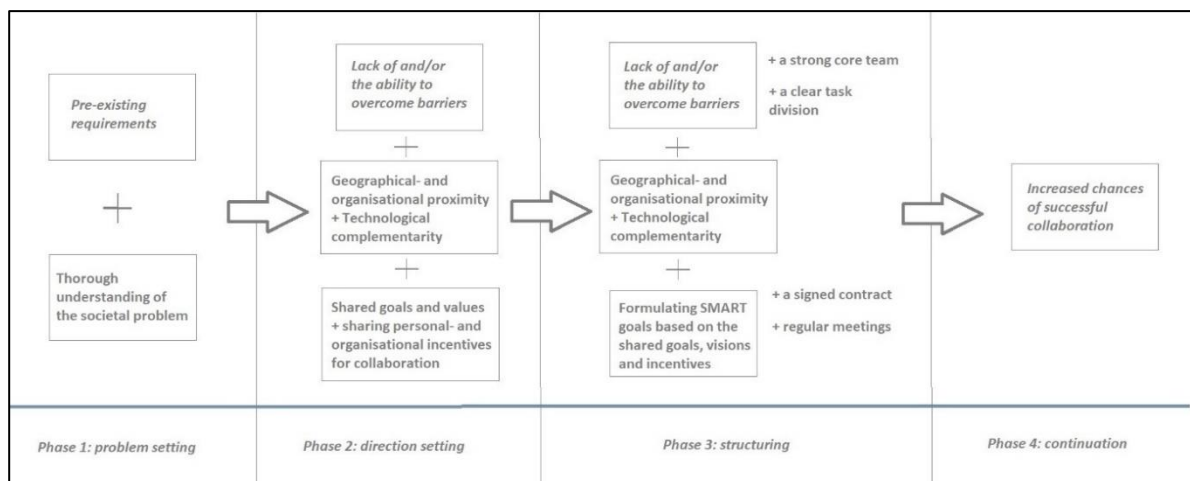 Pre-existing
requirements
+
Thorough
understanding of
the societal problem
Phase 1: problem setting
Lack of and/or
the ability to
overcome barriers
+
Geographical- and
organisational proximity
+ Technological
complementarity
+
Shared goals and values
+ sharing personal- and
organisational incentives
for collaboration
Phase 2: direction setting
Lack of and/or
the ability to
overcome barriers
+ a strong core team
+ a clear task
division
+
Geographical- and
organisational proximity
+ Technological
complementarity
+
Formulating SMART
goals based on the
shared goals, visions
and incentives
+ a signed contract
+ regular meetings
Phase 3: structuring
Increased chances
of successful
collaboration
Phase 4: continuation